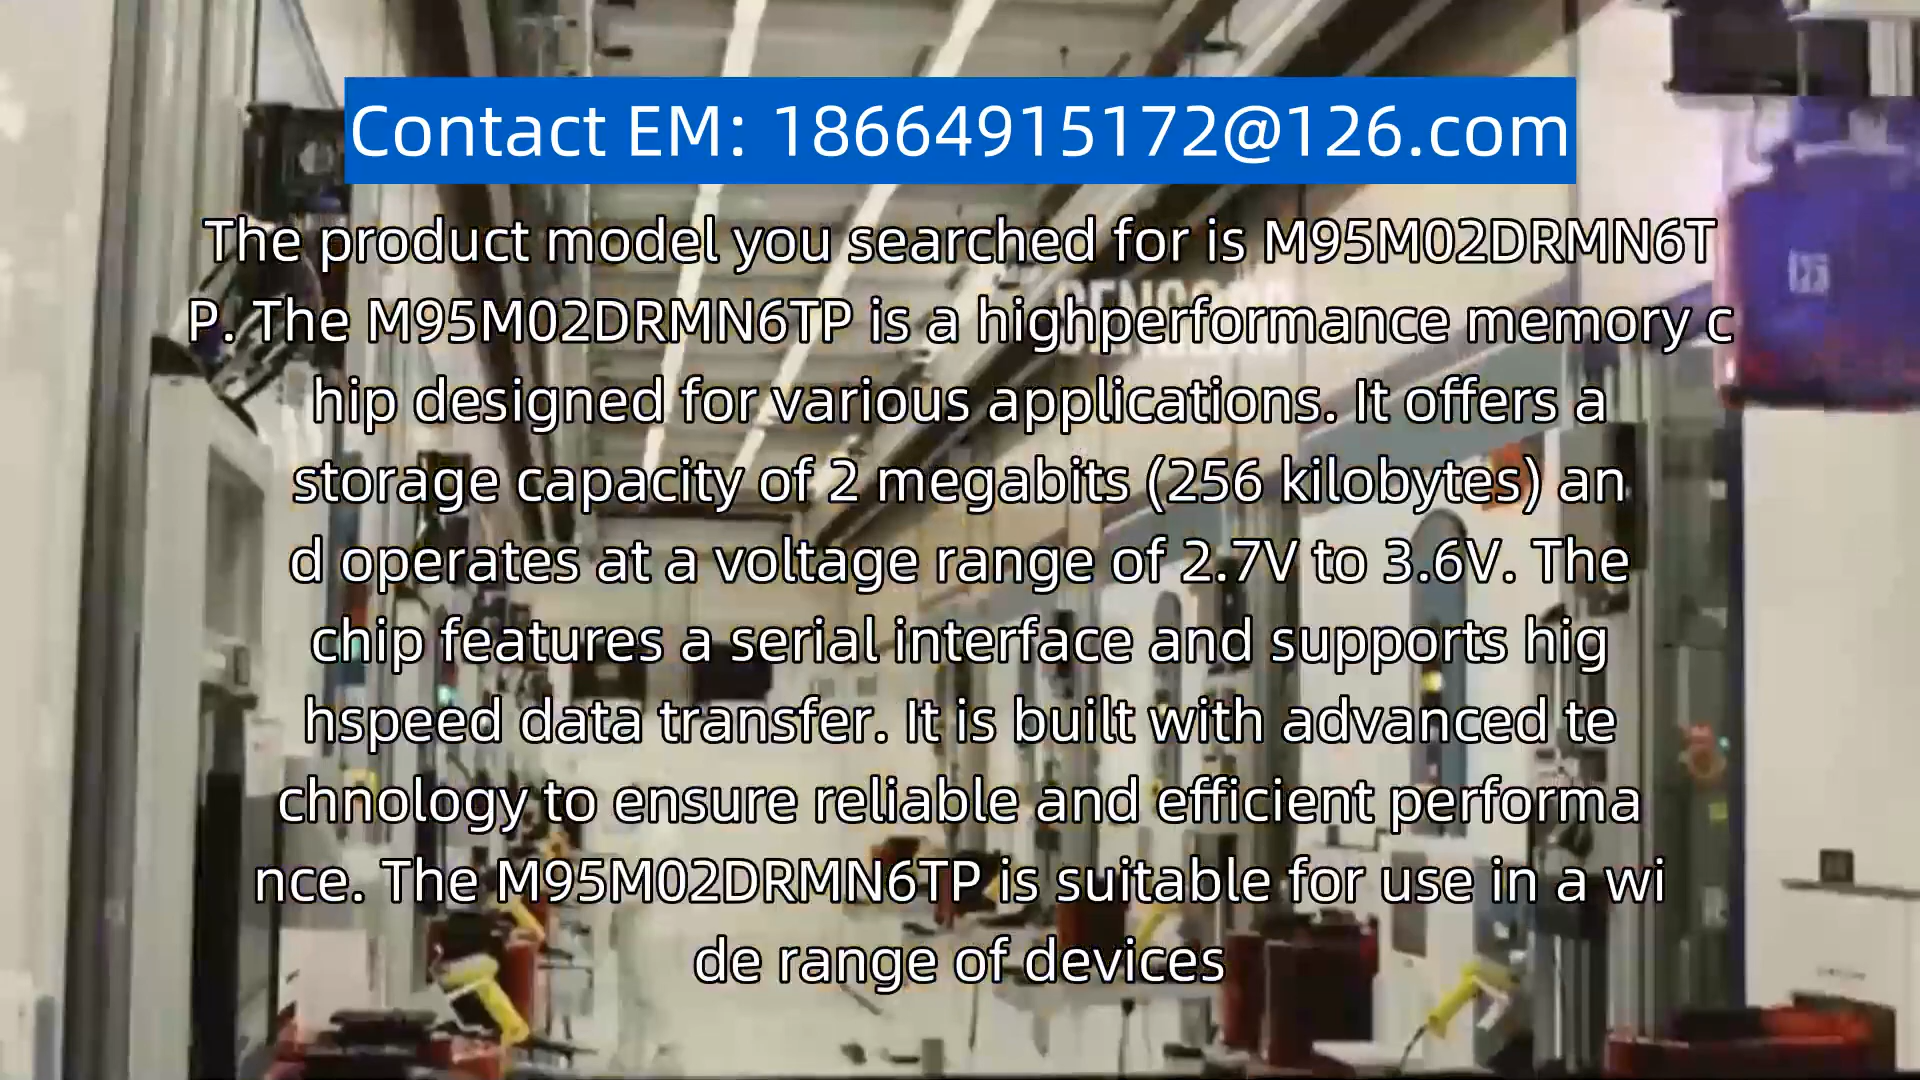 Contact EM: 18664915172@126.com
The product model you searched for is M95M02DRMN6T
P. The M95M02DRMN6TP is a highperformance memory c
hip designed for various applications. It offers a
storage capacity of 2 megabits (256 kilobytes) an
d operates at a voltage range of 2.7V to 3.6V. The
chip features a serial interface and supports hig
hspeed data transfer. It is built with advanced te
chnology to ensure reliable and efficient performa
nce. The M95M02DRMN6TP is suitable for use in a wi
de range of devices